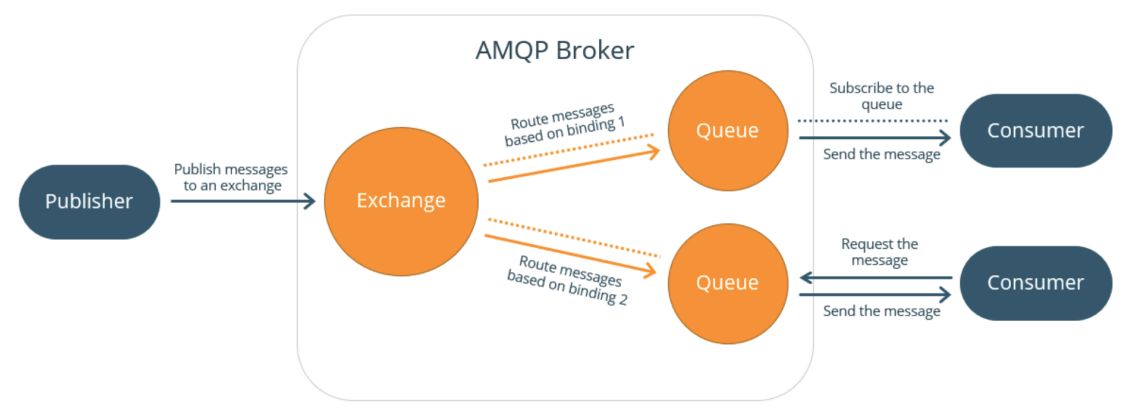 AMQP Broker
Publisher
Publish messages
to an exchange
Exchange
Route messages
based on binding 1
Queue
Subscribe to the
queue
Send the message
Consumer
Route messages
based on binding 2
Queue
Request the
message
Send the message
Consumer